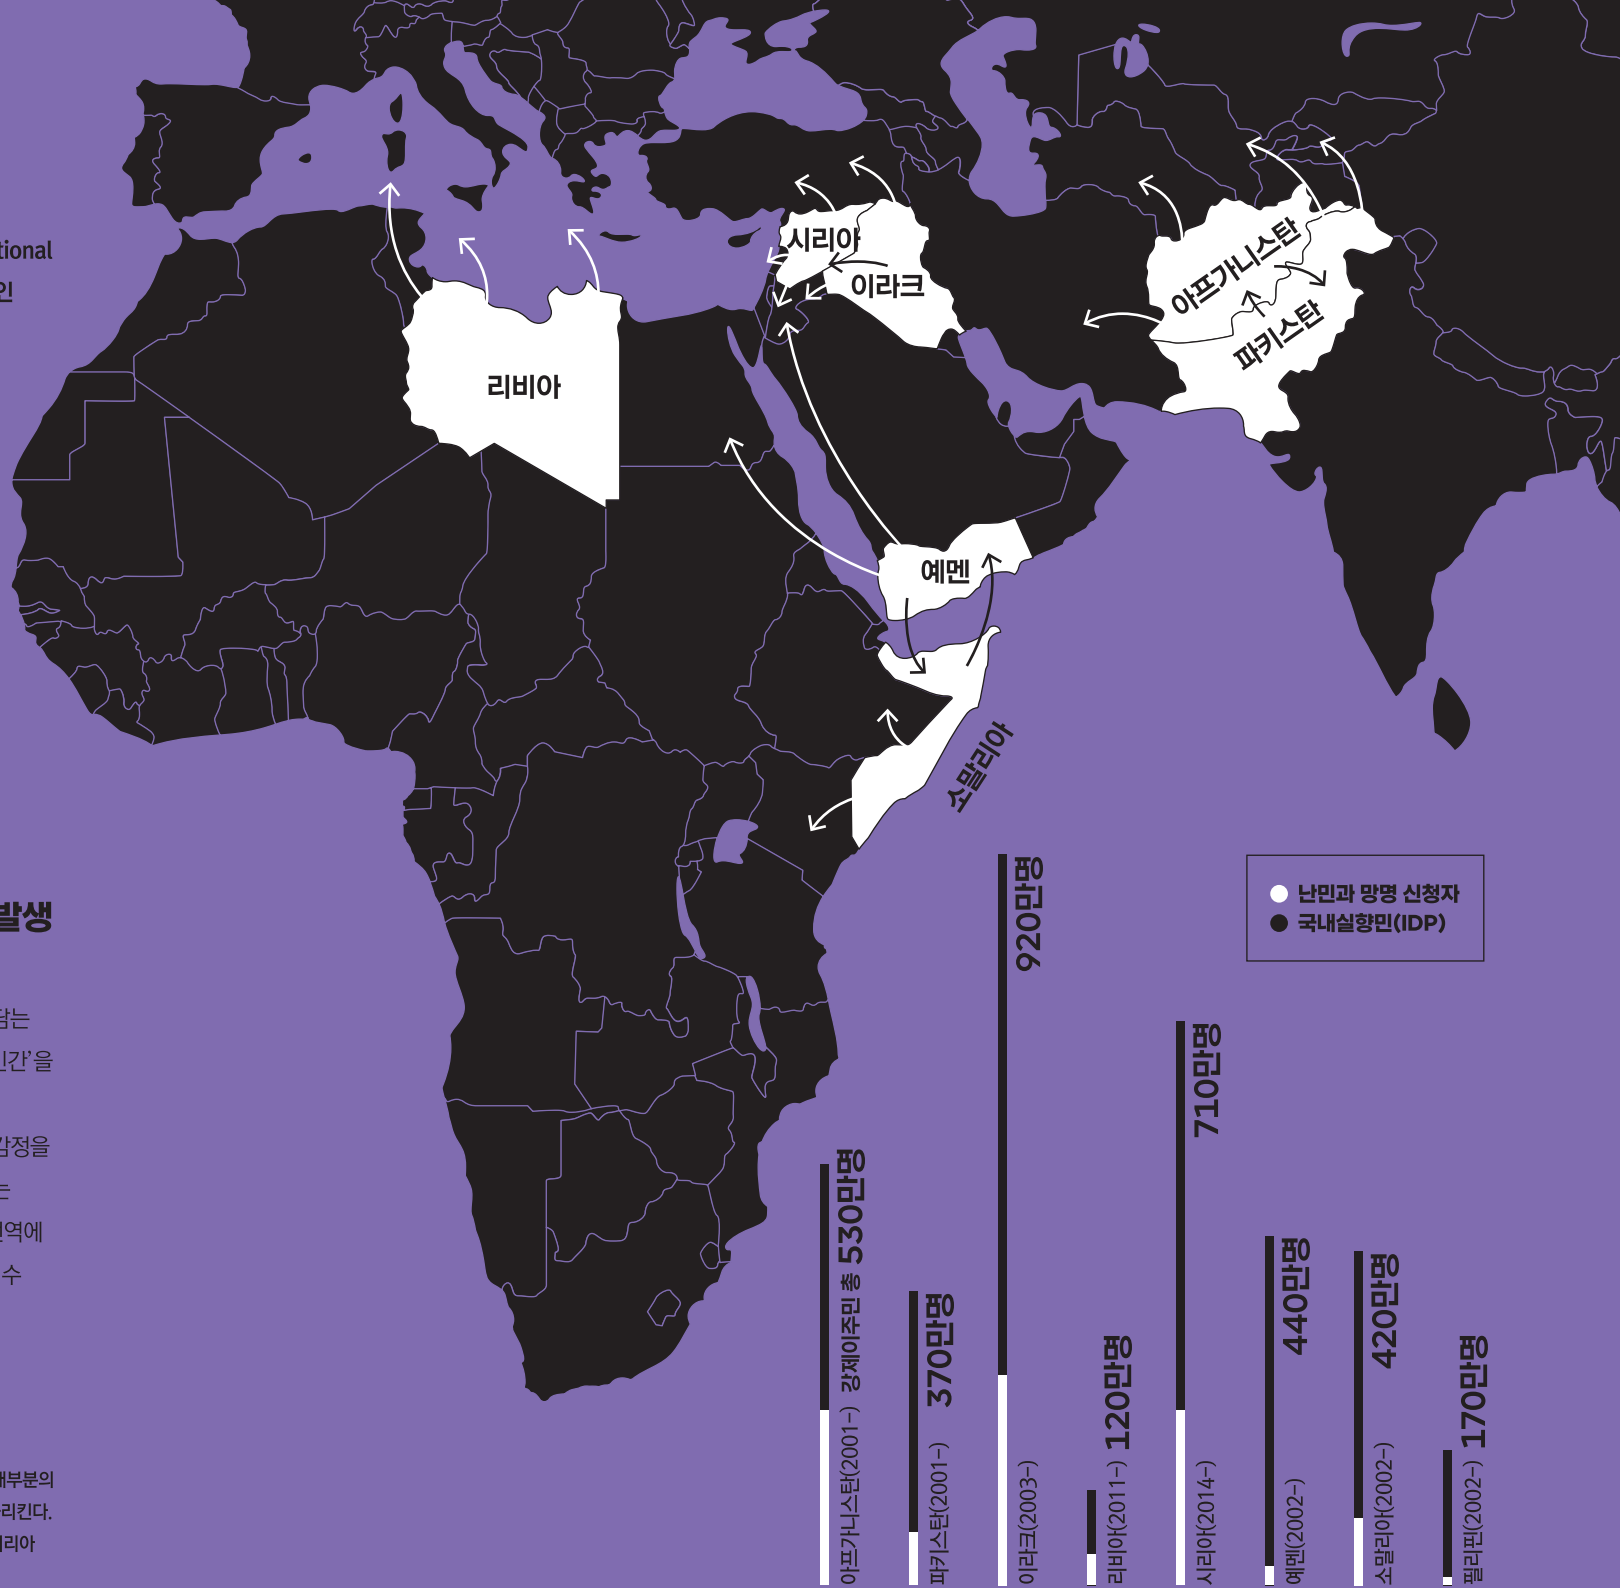 tional
인
발생
담는
인간’을
감정을
는
전역에
수
대부분의
리킨다.
리아
시리아
이라크
아프가니스탄
파키스탄
리비아
예멘
소말리아
난민과 망명 신청자
국내실향민(IDP)
아프가니스탄(2001–) 강제이주민 총 530만명
파키스탄(2001–) 370만명
이라크(2003–) 920만명
리비아(2011–) 120만명
시리아(2014–) 710만명
예멘(2002–) 440만명
소말리아(2002–) 420만명
필리핀(2002–) 170만명